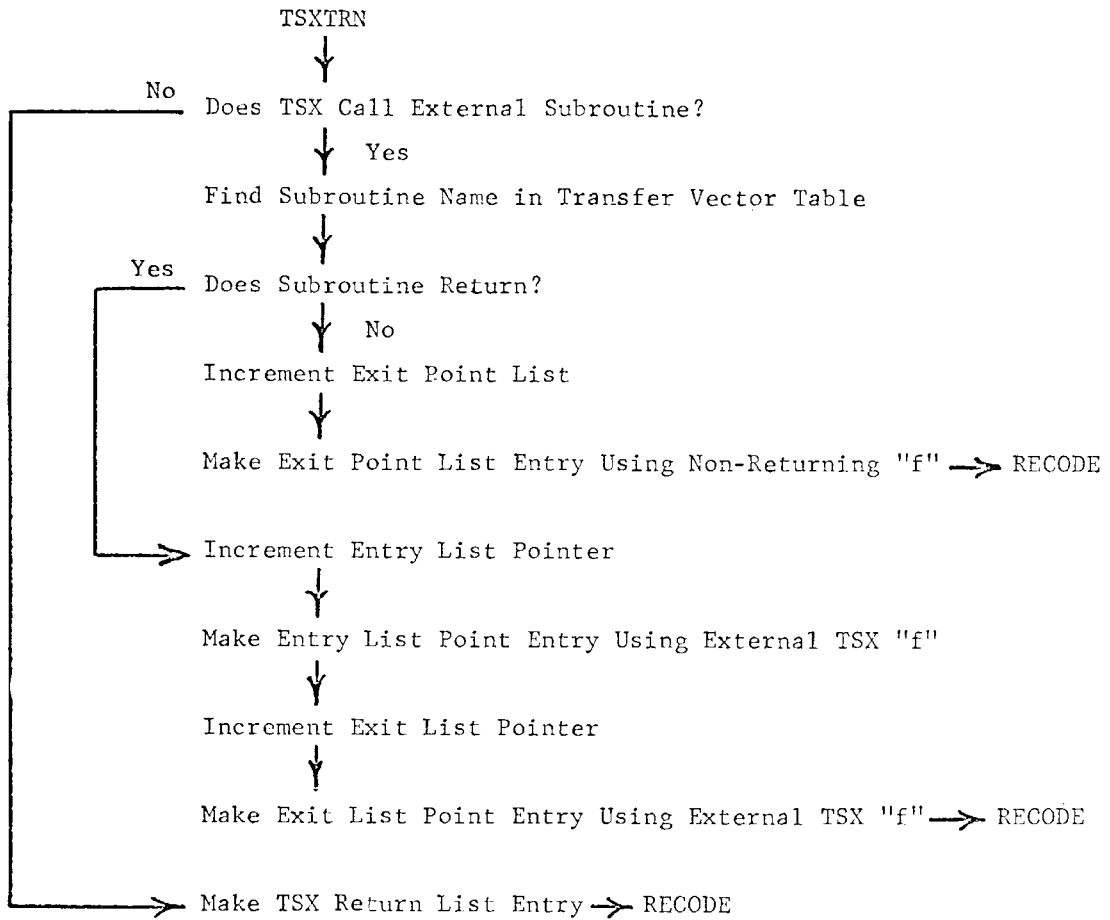 TSXTRN
No
Does TSX Call External Subroutine?
Yes
Find Subroutine Name in Transfer Vector Table
Yes
Does Subroutine Return?
No
Increment Exit Point List
Make Exit Point List Entry Using Non-Returning "f" RECODE
Increment Entry List Pointer
Make Entry List Point Entry Using External TSX "f"
Increment Exit List Pointer
Make Exit List Point Entry Using External TSX "f" RECODE
Make TSX Return List Entry RECODE